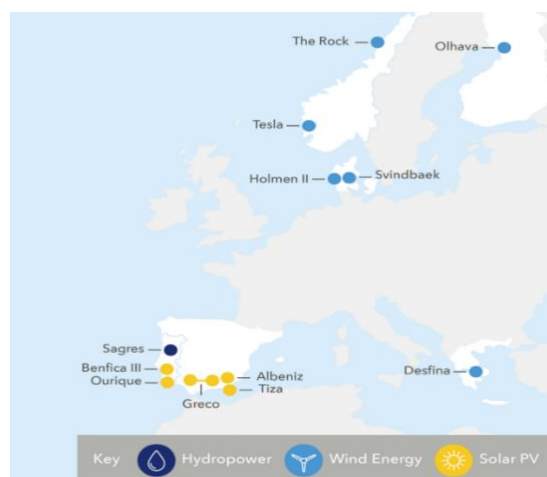 The Rock
Olhava
Tesla
Holmen II
Svindbaek
Sagres
Benfica III
Albeniz
Desfina
Ourique
Tiza
Greco
Key
Hydropower
Wind Energy
Solar PV